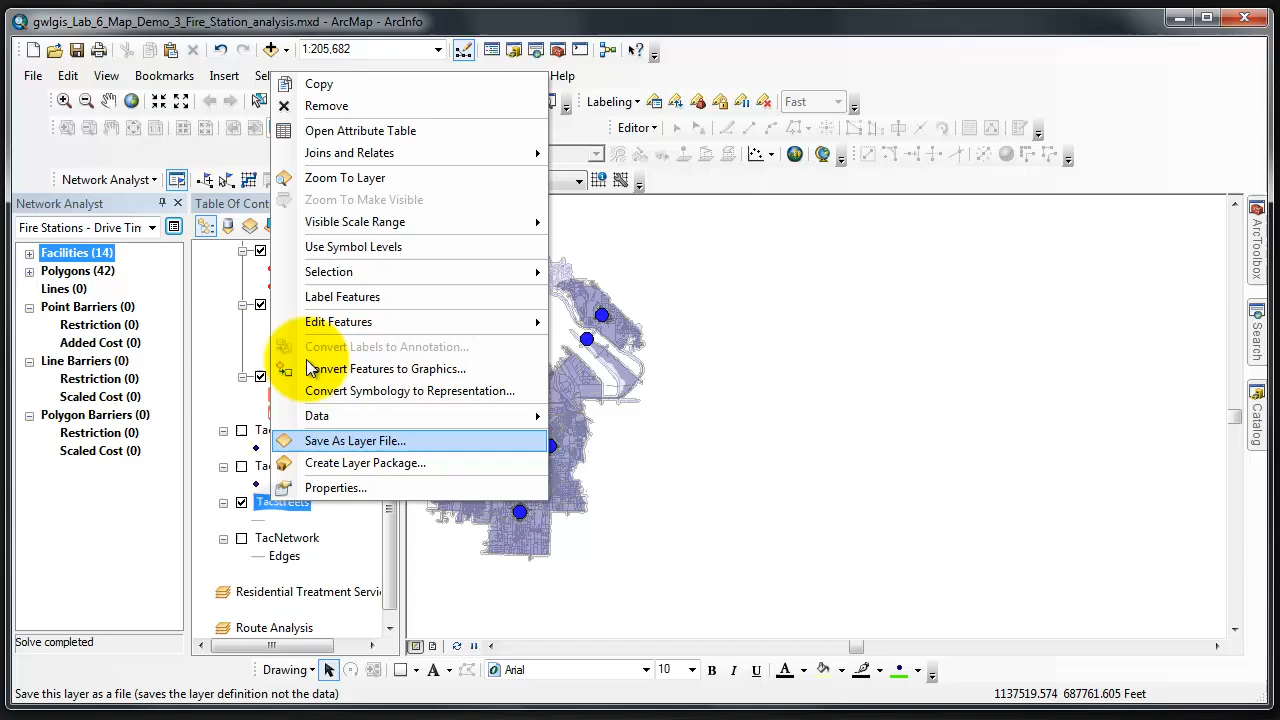 gwlgis_Lab_6_Map_Demo_3_Fire_Station_analysis.mxd - ArcMap - ArcInfo
1:205,682
File Edit View Bookmarks Insert Help
Labeling Fast
Editor
Network Analyst
Network Analyst
Fire Stations - Drive Tim
Facilities (14)
Polygons (42)
Lines (0)
Point Barriers (0)
Restriction (0)
Added Cost (0)
Line Barriers (0)
Restriction (0)
Scaled Cost (0)
Polygon Barriers (0)
Restriction (0)
Scaled Cost (0)
Solve completed
Table Of
TacStreets
TacNetwork
Edges
Residential Treatment
Route Analysis
Copy
Remove
Open Attribute Table
Joins and Relates
Zoom To Layer
Zoom To Make Visible
Visible Scale Range
Use Symbol Levels
Selection
Label Features
Edit Features
Convert Labels to Annotation...
Convert Features to Graphics...
Convert Symbology to Representation...
Data
Save As Layer File...
Create Layer Package...
Properties...
ArcToolbox
Search
Catalog
Drawing A Arial 10 B I U A
Save this layer as a file (saves the layer definition not the data)
1137519.574 687761.605 Feet